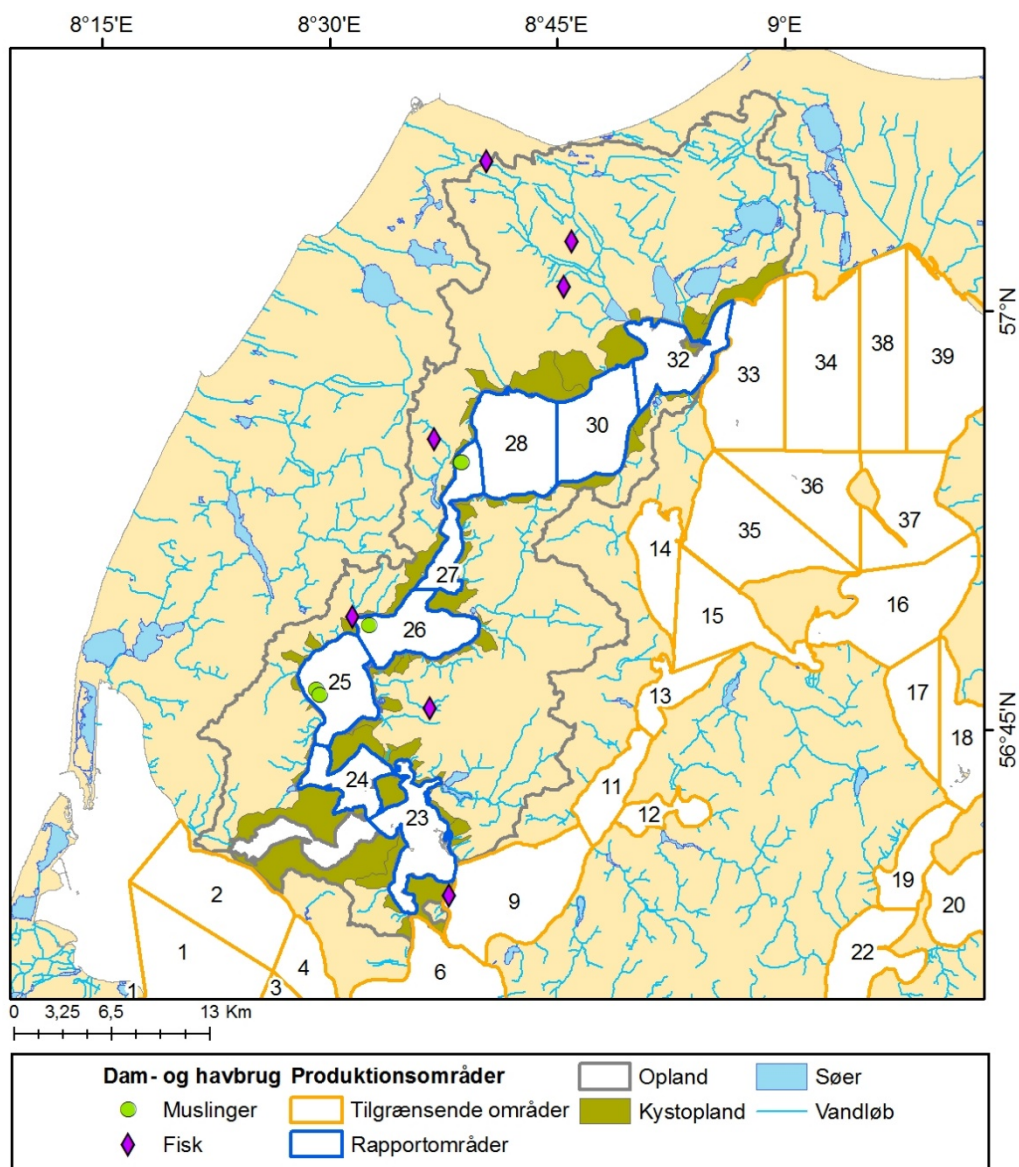 8°15'E 8°30'E 8°45'E 9°E
57°N
56°45'N
38
39
34
33
32
30
28
36
37
35
14
27
16
15
26
25
13
17
18
24
11
12
23
19
2
9
20
1
4
22
6
3
1
0 3,25 6,5 13 Km
Dam- og havbrug
Muslinger
Fisk
Produktionsområder
Tilgrænsende områder
Rapportområder
Opland
Kystopland
Søer
Vandløb